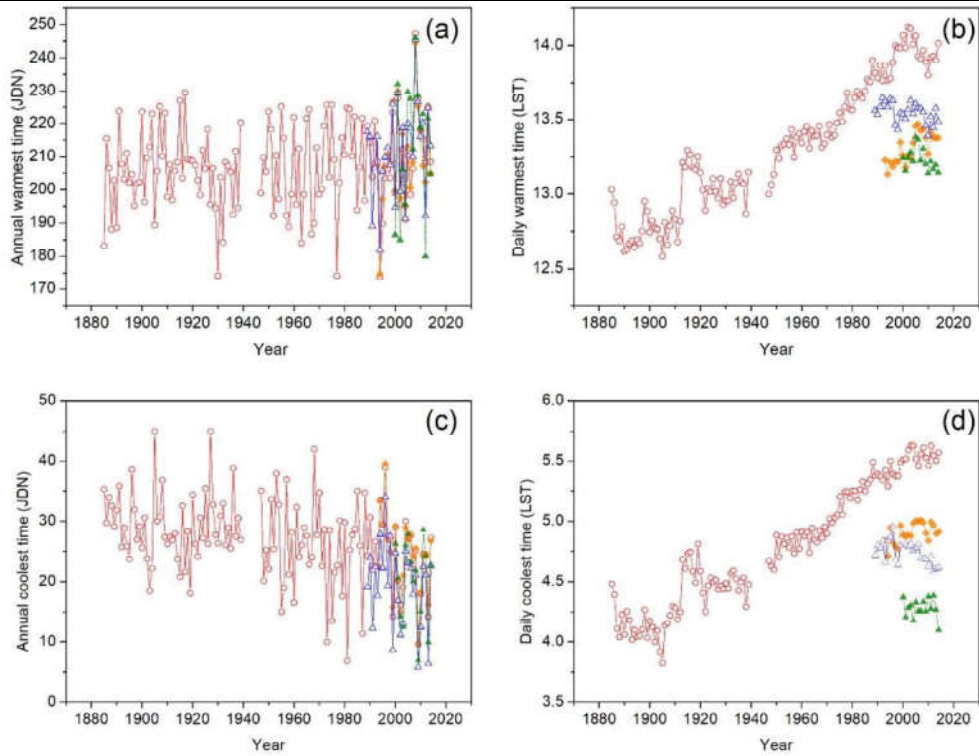 (a)
250
240
230
220
210
200
190
180
170
Annual warmest time (JDN)
1880 1900 1920 1940 1960 1980 2000 2020
Year
(b)
14.0
13.5
13.0
12.5
Daily warmest time (LST)
1880 1900 1920 1940 1960 1980 2000 2020
Year
(c)
50
40
30
20
10
0
Annual coolest time (JDN)
1880 1900 1920 1940 1960 1980 2000 2020
Year
(d)
6.0
5.5
5.0
4.5
4.0
3.5
Daily coolest time (LST)
1880 1900 1920 1940 1960 1980 2000 2020
Year